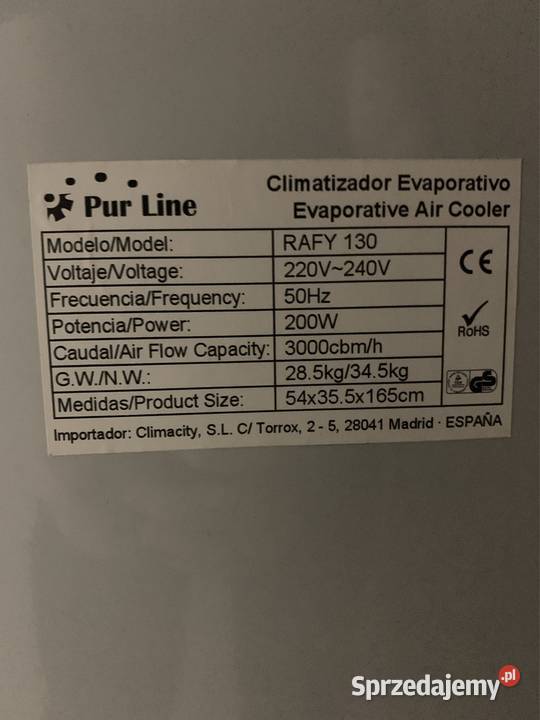 Pur Line
Climatizador Evaporativo
Evaporative Air Cooler
Modelo/Model: RAFY 130
Voltaje/Voltage: 220V~240V
Frecuencia/Frequency: 50Hz
Potencia/Power: 200W
Caudal/Air Flow Capacity: 3000cbm/h
G.W./N.W.: 28.5kg/34.5kg
Medidas/Product Size: 54x35.5x165cm
CE
RoHS
GS
Importador: Climacity, S.L. C/ Torrox, 2 - 5, 28041 Madrid · ESPAÑA
Sprzedajemy.pl